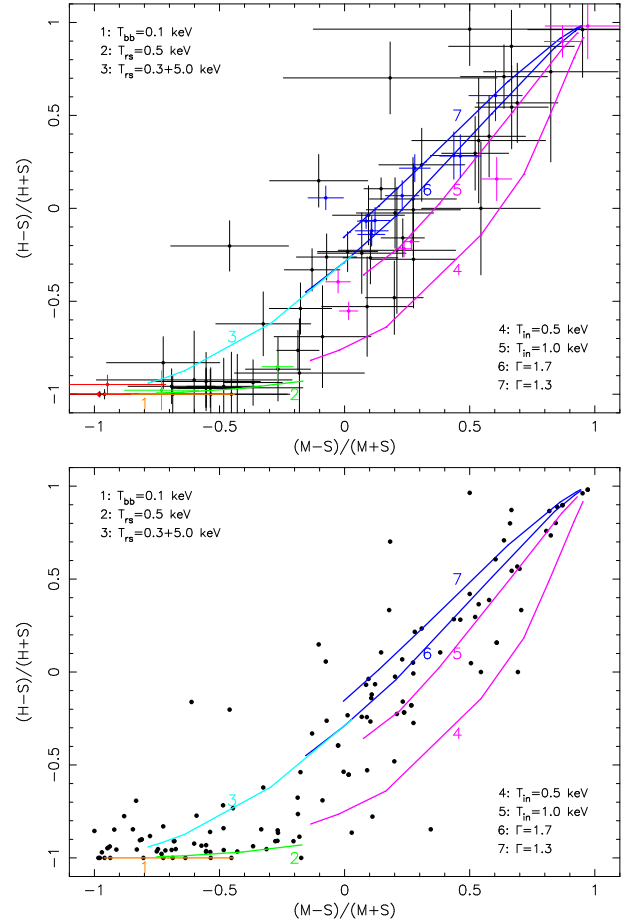 1: T_bb=0.1 keV
2: T_rs=0.5 keV
3: T_rs=0.3+5.0 keV
1
0.5
0
−0.5
−1
(H−S)/(H+S)
7
6
5
4
3
2
1
4: T_in=0.5 keV
5: T_in=1.0 keV
6: Γ=1.7
7: Γ=1.3
−1 −0.5 0 0.5 1
(M−S)/(M+S)
1: T_bb=0.1 keV
2: T_rs=0.5 keV
3: T_rs=0.3+5.0 keV
1
0.5
0
−0.5
−1
(H−S)/(H+S)
7
6
5
4
3
2
1
4: T_in=0.5 keV
5: T_in=1.0 keV
6: Γ=1.7
7: Γ=1.3
−1 −0.5 0 0.5 1
(M−S)/(M+S)